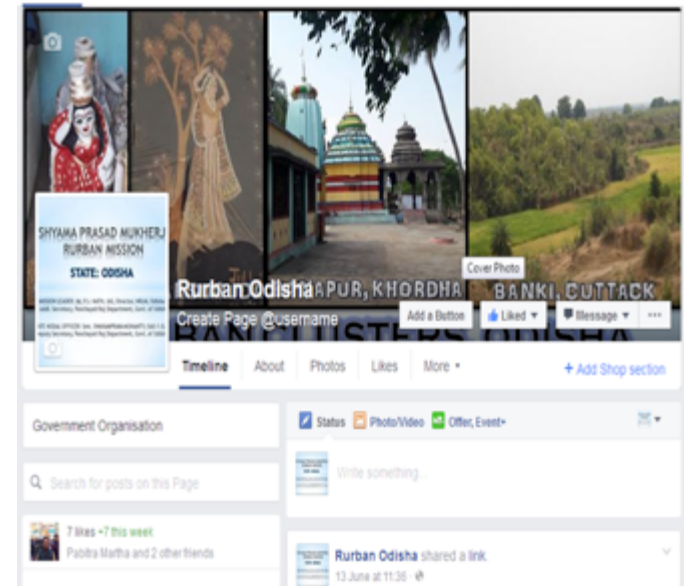 SHYAMA PRASAD MUKHERJ
RURBAN MISSION
STATE: ODISHA
Rurban Odisha
APUR, KHORDHA
Cover Photo
BANKI, CUTTACK
Create Page @username
Add a Button
Liked
Message
BAN CLUSTERS ODISHA
Timeline
About
Photos
Likes
More
+ Add Shop section
Government Organisation
Status
Photo/Video
Offer, Event+
Search for posts on this Page
Write something...
7 likes +7 this week
Pabitra Martha and 2 other friends
Rurban Odisha shared a link.
13 June at 11:36